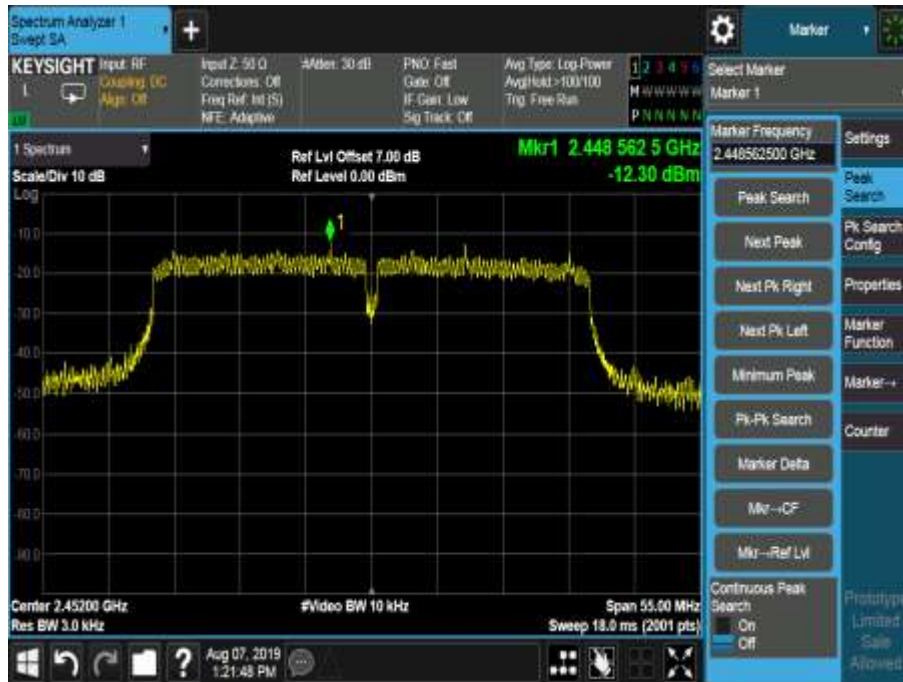 Spectrum Analyzer 1
Swept SA
+
Marker
KEYSIGHT
L
Input: RF
Coupling: DC
Align: Off
Input Z: 50 Ω
Corrections: Off
Freq Ref: Int (S)
NFE: Adaptive
#Atten: 30 dB
PNO: Fast
Gate: Off
IF Gain: Low
Sig Track: Off
Avg Type: Log-Power
Avg|Hold:>100/100
Trig: Free Run
1 2 3 4 5 6
M W W W W W
P N N N N N
Select Marker
Marker 1
1 Spectrum
Scale/Div 10 dB
Log
Ref Lvl Offset 7.00 dB
Ref Level 0.00 dBm
Mkr1 2.448 562 5 GHz
-12.30 dBm
1
-10.0
-20.0
-30.0
-40.0
-50.0
-60.0
-70.0
-80.0
-90.0
Center 2.45200 GHz
Res BW 3.0 kHz
#Video BW 10 kHz
Span 55.00 MHz
Sweep 18.0 ms (2001 pts)
Marker Frequency
2.448562500 GHz
Peak Search
Next Peak
Next Pk Right
Next Pk Left
Minimum Peak
Pk-Pk Search
Marker Delta
Mkr→CF
Mkr→Ref Lvl
Continuous Peak
Search
On
Off
Settings
Peak
Search
Pk Search
Config
Properties
Marker
Function
Marker→
Counter
Prototype
Limited
Sale
Allowed
?
Aug 07, 2019
1:21:48 PM